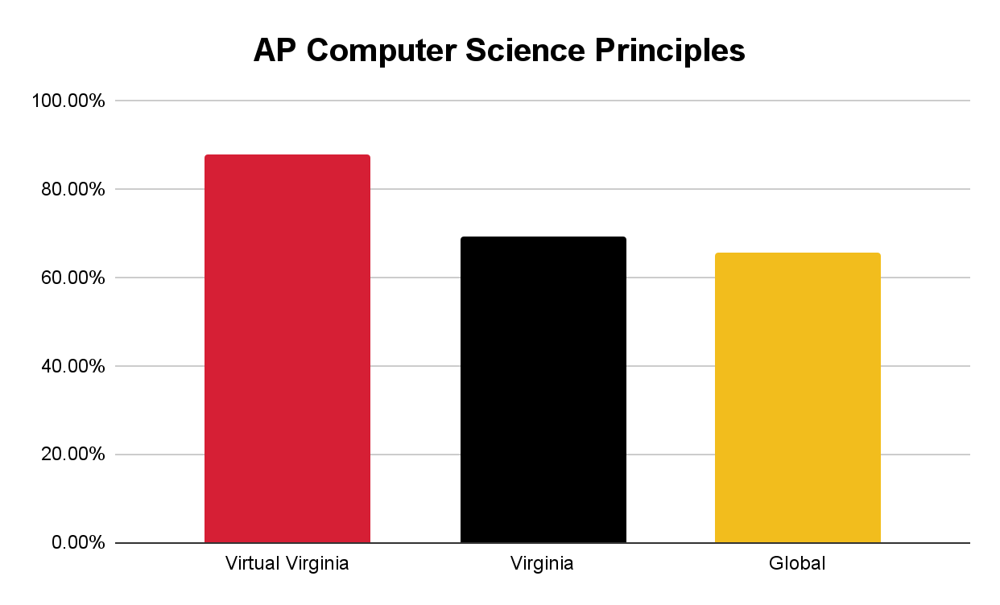 AP Computer Science Principles
100.00%
80.00%
60.00%
40.00%
20.00%
0.00%
Virtual Virginia
Virginia
Global